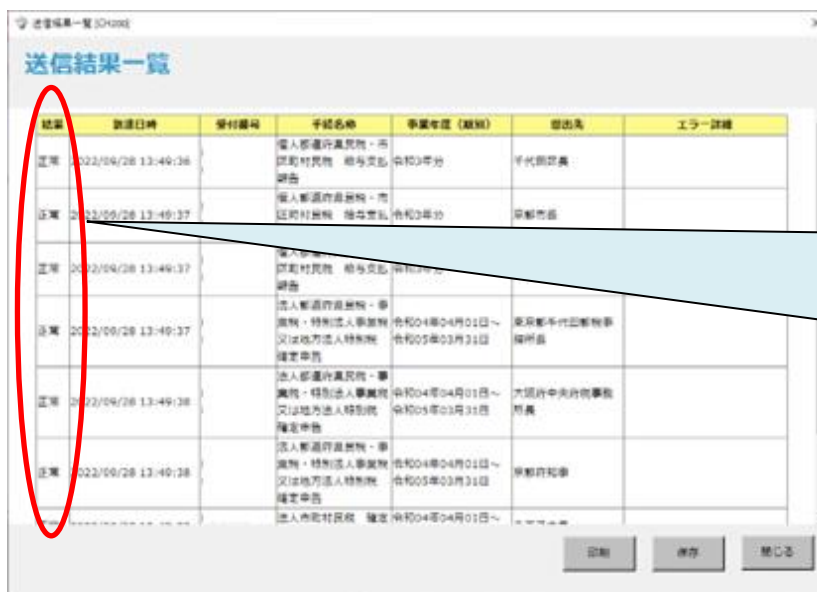 送信結果一覧 [CH200]
送信結果一覧
結果 到達日時 受付番号 手続名称 事業年度（期別） 提出先 エラー詳細
正常 2022/09/28 13:49:36 個人都道府県民税・市区町村民税 給与支払報告 令和3年分 千代田区長
正常 2022/09/28 13:49:37 個人都道府県民税・市区町村民税 給与支払 令和3年分 京都市長
正常 2022/09/28 13:49:37 区町村民税 給与支払報告
正常 2022/09/28 13:49:37 法人都道府県民税・事業税・特別法人事業税又は地方法人特別税 確定申告 令和04年04月01日～令和05年03月31日 東京都千代田都税事務所長
正常 2022/09/28 13:49:38 法人都道府県民税・事業税・特別法人事業税又は地方法人特別税 確定申告 令和04年04月01日～令和05年03月31日 大阪府中央府税事務所長
正常 2022/09/28 13:49:38 法人都道府県民税・事業税・特別法人事業税又は地方法人特別税 確定申告 令和04年04月01日～令和05年03月31日 京都府知事
法人市町村民税 確定 令和04年04月01日～
印刷 保存 閉じる